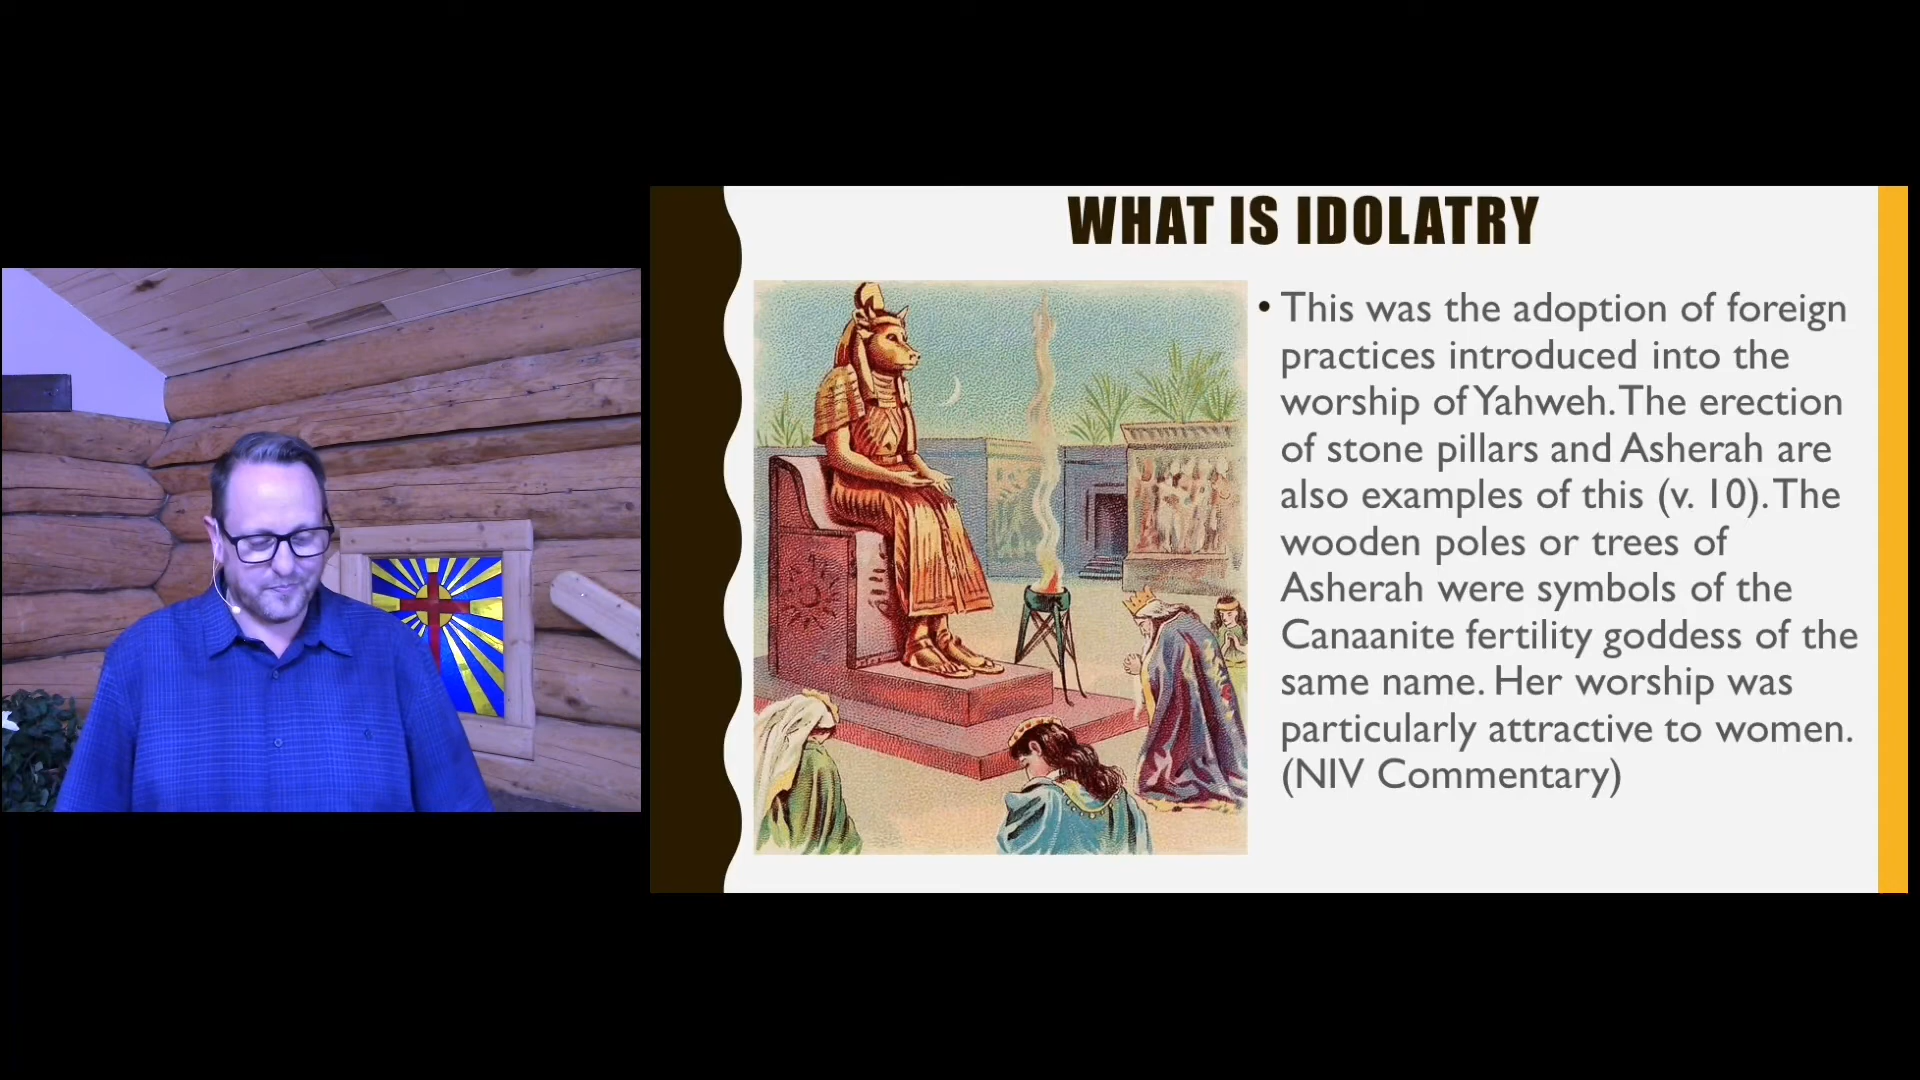 WHAT IS IDOLATRY
• This was the adoption of foreign
practices introduced into the
worship of Yahweh. The erection
of stone pillars and Asherah are
also examples of this (v. 10). The
wooden poles or trees of
Asherah were symbols of the
Canaanite fertility goddess of the
same name. Her worship was
particularly attractive to women.
(NIV Commentary)